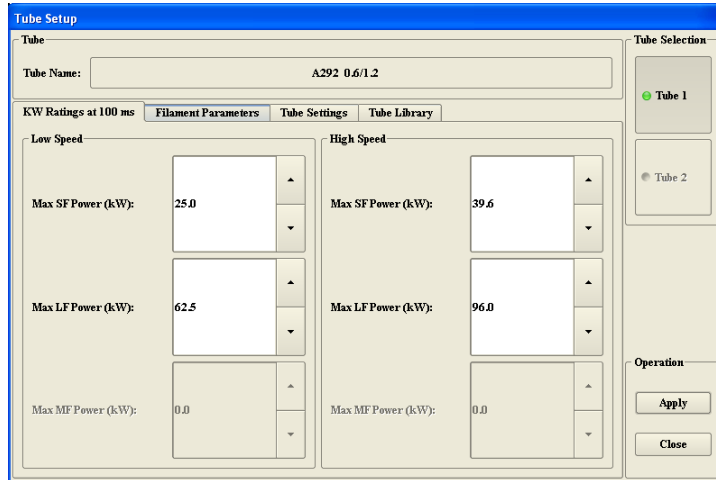 Tube Setup
Tube
Tube Name:
A292 0.6/1.2
KW Ratings at 100 ms
Filament Parameters
Tube Settings
Tube Library
Low Speed
Max SF Power (kW):
25.0
Max LF Power (kW):
62.5
Max MF Power (kW):
0.0
High Speed
Max SF Power (kW):
39.6
Max LF Power (kW):
96.0
Max MF Power (kW):
0.0
Tube Selection
Tube 1
Tube 2
Operation
Apply
Close